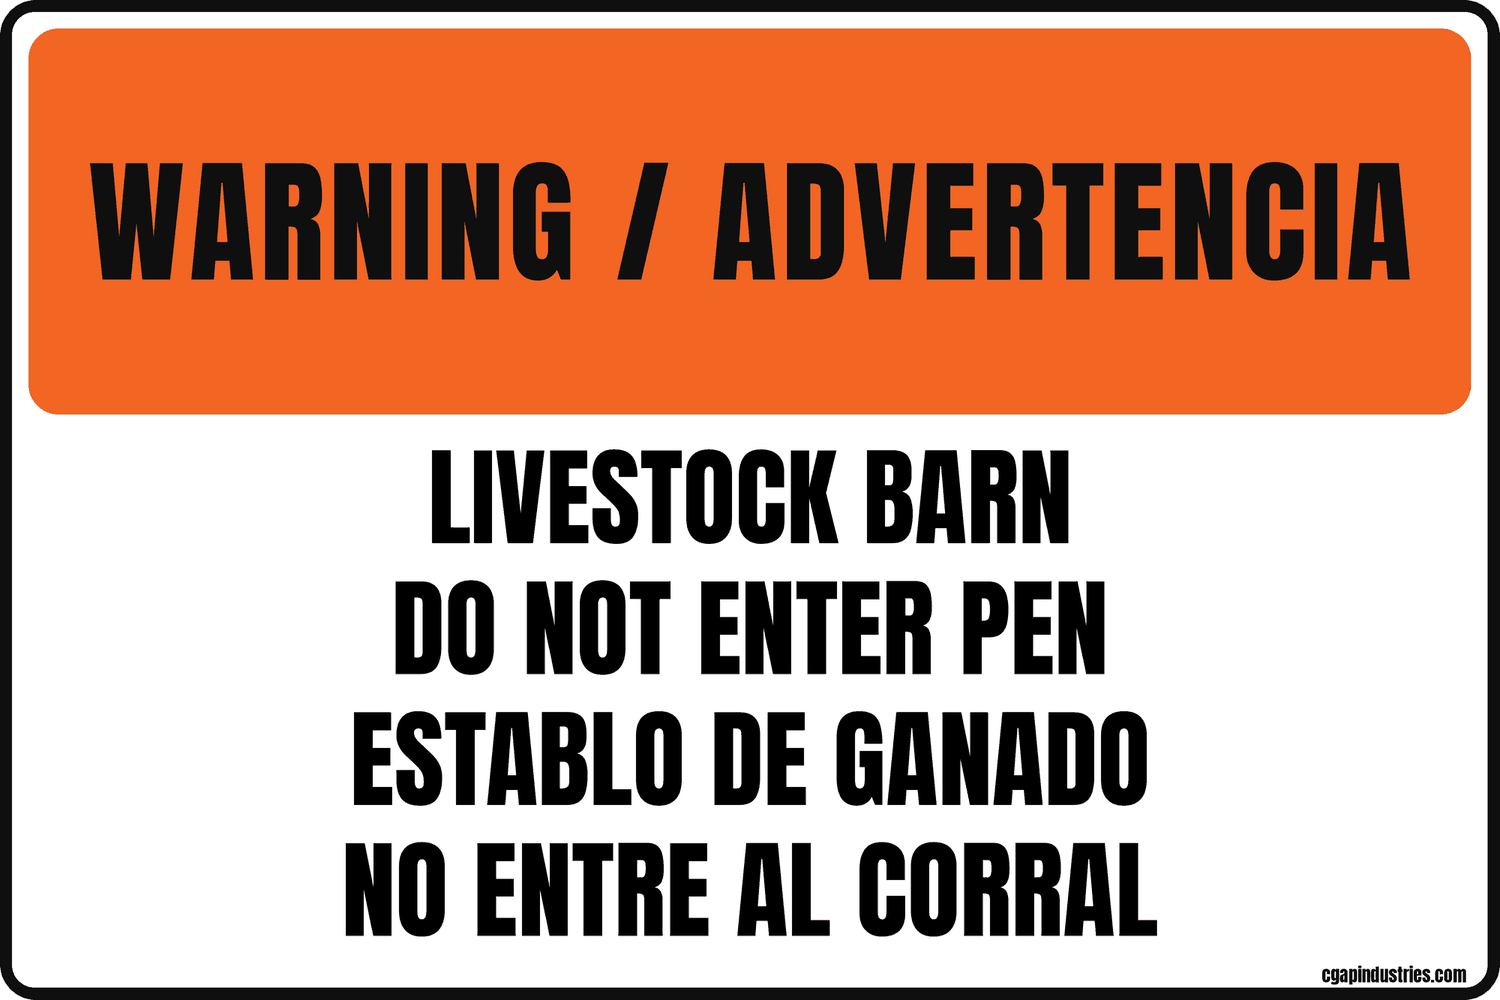 WARNING / ADVERTENCIA
LIVESTOCK BARN
DO NOT ENTER PEN
ESTABLO DE GANADO
NO ENTRE AL CORRAL
cgapindustries.com